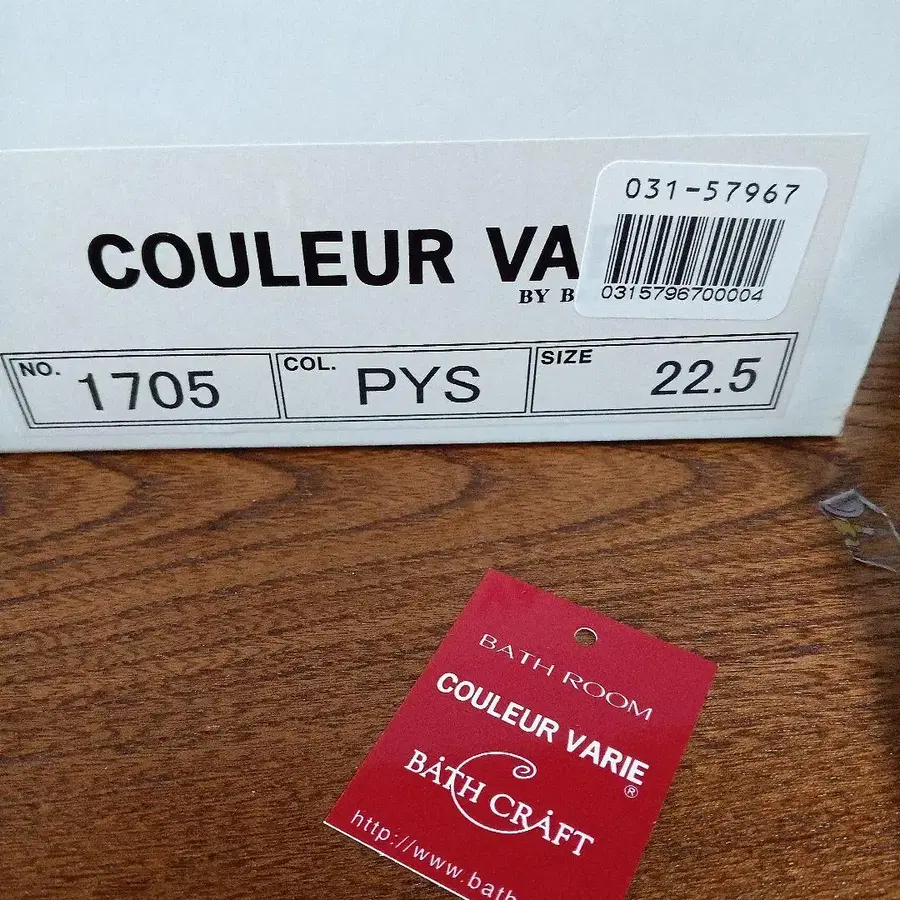 031-57967
0315796700004
COULEUR VA
BY B
NO. 1705 COL. PYS SIZE 22.5
BATH ROOM
COULEUR VARIE
®
BATH CRAFT
http://www.bath